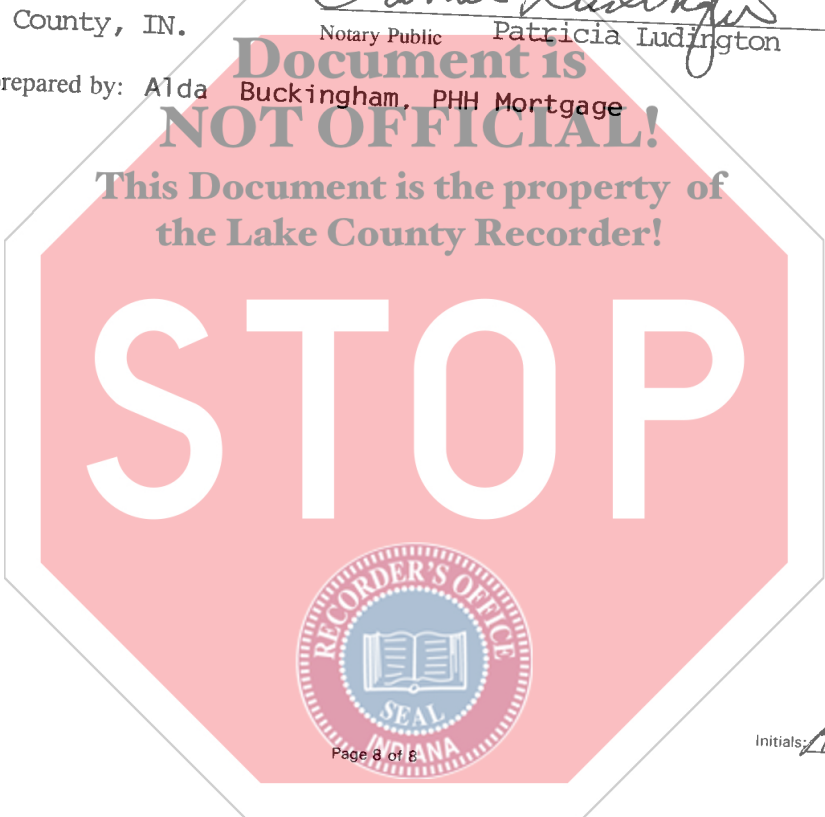 County, IN.
Notary Public Patricia Ludington
Document is
repared by: Alda Buckingham, PHH Mortgage
NOT OFFICIAL!
This Document is the property of
the Lake County Recorder!
STOP
RECORDER'S OFFICE
SEAL
INDIANA
Page 8 of 8
Initials: